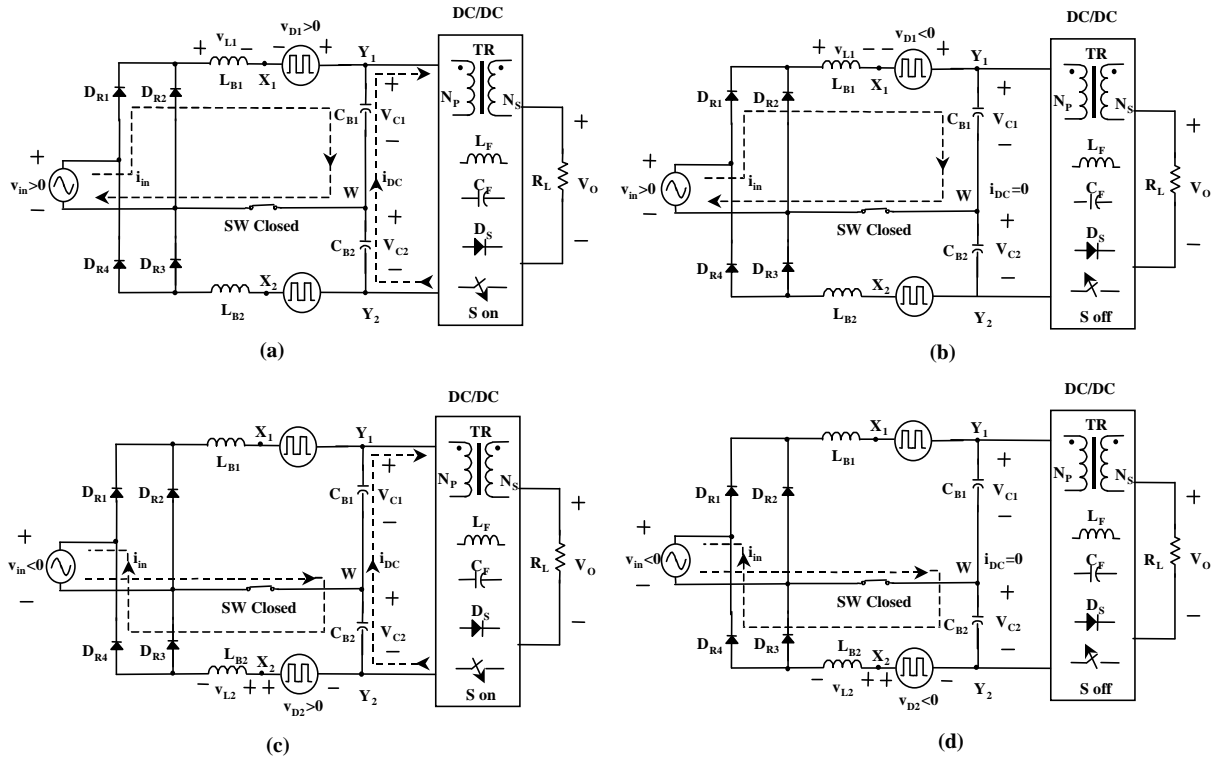 DC/DC
v_L1 v_D1>0
+ − − +
Y_1
TR
L_B1 X_1
D_R1 D_R2
N_P N_S
+
C_B1 V_C1
−
+
L_F
+
v_in>0
i_in
i_DC
C_F
R_L V_O
−
W
SW Closed
+
C_B2 V_C2
−
D_S
−
D_R4 D_R3
X_2
L_B2
Y_2
S on
(a)
DC/DC
v_L1 v_D1<0
+ − − +
Y_1
TR
L_B1 X_1
D_R1 D_R2
N_P N_S
+
C_B1 V_C1
−
+
L_F
+
v_in>0
i_in
i_DC=0
C_F
R_L V_O
−
W
SW Closed
+
C_B2 V_C2
−
D_S
−
D_R4 D_R3
X_2
L_B2
Y_2
S off
(b)
DC/DC
X_1 Y_1
TR
L_B1
D_R1 D_R2
N_P N_S
+
C_B1 V_C1
−
+
L_F
+
v_in<0
i_in
i_DC
C_F
R_L V_O
−
W
SW Closed
+
C_B2 V_C2
−
D_S
−
D_R4 D_R3
L_B2 X_2
− v_L2 + + −
v_D2>0
Y_2
S on
(c)
DC/DC
X_1 Y_1
TR
L_B1
D_R1 D_R2
N_P N_S
+
C_B1 V_C1
−
+
L_F
+
v_in<0
i_in
i_DC=0
C_F
R_L V_O
−
W
SW Closed
+
C_B2 V_C2
−
D_S
−
D_R4 D_R3
L_B2 X_2
− v_L2 + + −
v_D2<0
Y_2
S off
(d)